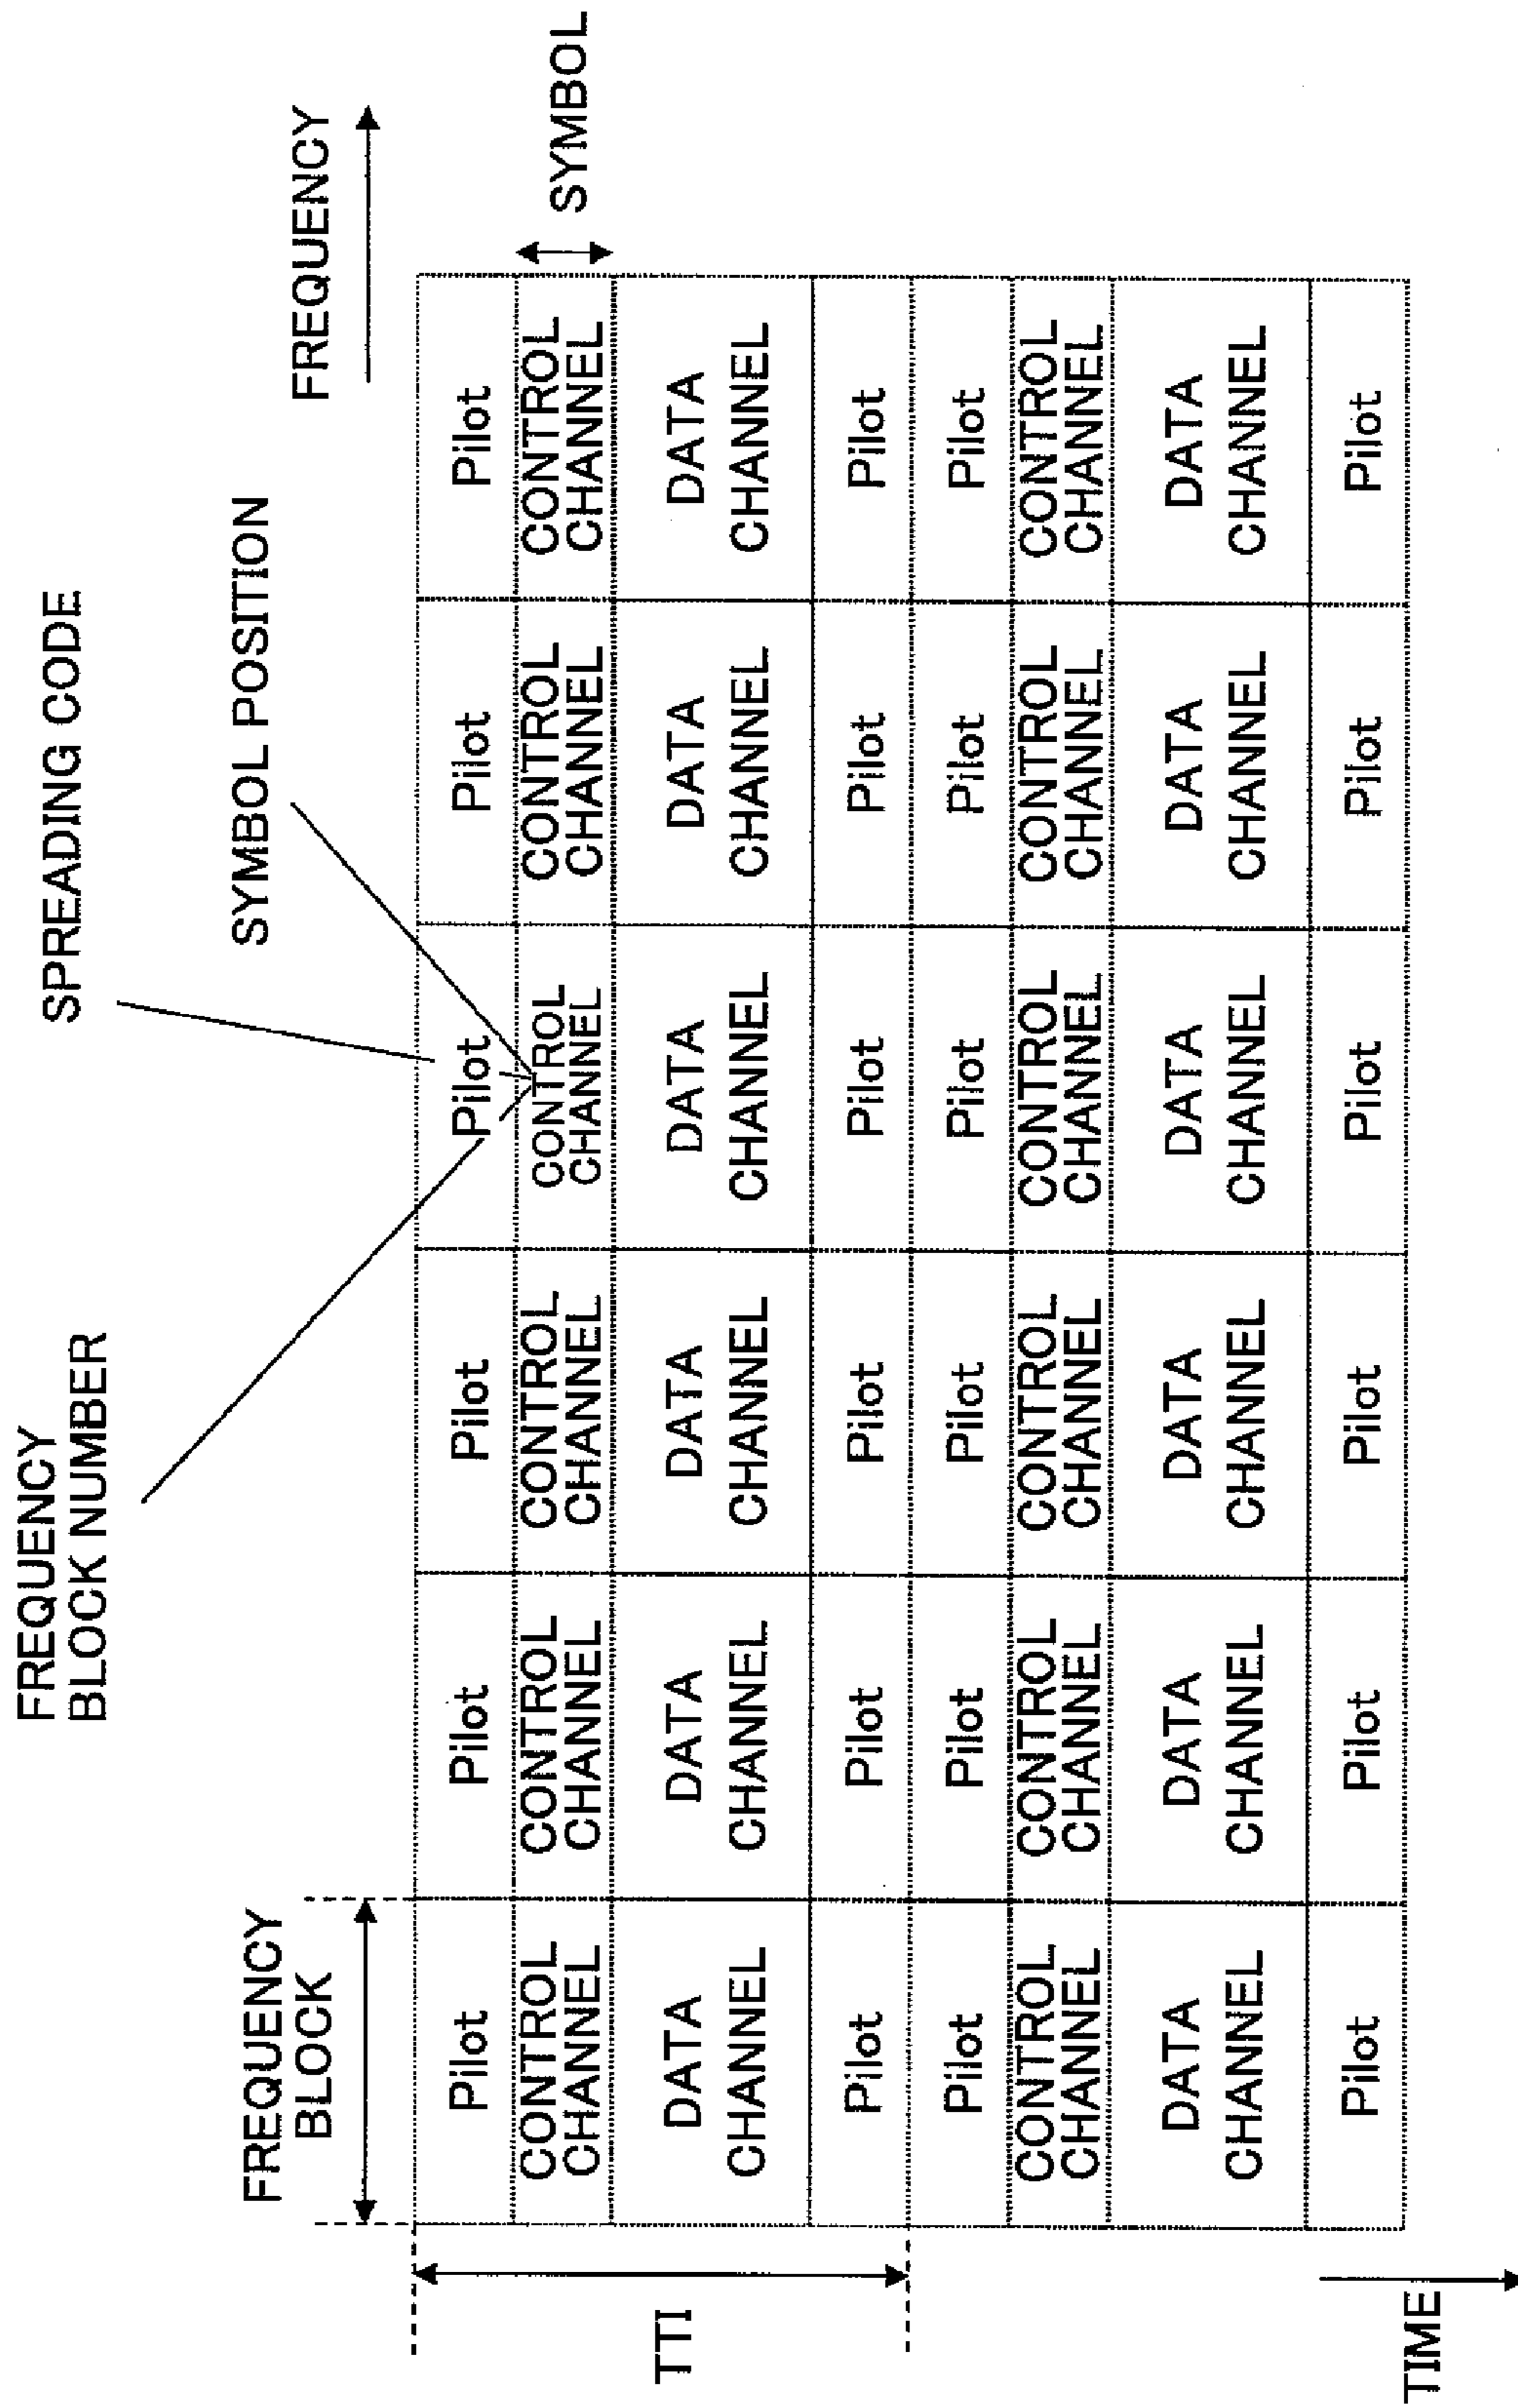 FREQUENCY
BLOCK NUMBER
SPREADING CODE
SYMBOL POSITION
FREQUENCY
BLOCK
FREQUENCY
Pilot Pilot Pilot Pilot Pilot Pilot
CONTROL CONTROL CONTROL CONTROL CONTROL CONTROL
CHANNEL CHANNEL CHANNEL CHANNEL CHANNEL CHANNEL
SYMBOL
TTI
DATA DATA DATA DATA DATA DATA
CHANNEL CHANNEL CHANNEL CHANNEL CHANNEL CHANNEL
Pilot Pilot Pilot Pilot Pilot Pilot
Pilot Pilot Pilot Pilot Pilot Pilot
CONTROL CONTROL CONTROL CONTROL CONTROL CONTROL
CHANNEL CHANNEL CHANNEL CHANNEL CHANNEL CHANNEL
DATA DATA DATA DATA DATA DATA
CHANNEL CHANNEL CHANNEL CHANNEL CHANNEL CHANNEL
Pilot Pilot Pilot Pilot Pilot Pilot
TIME